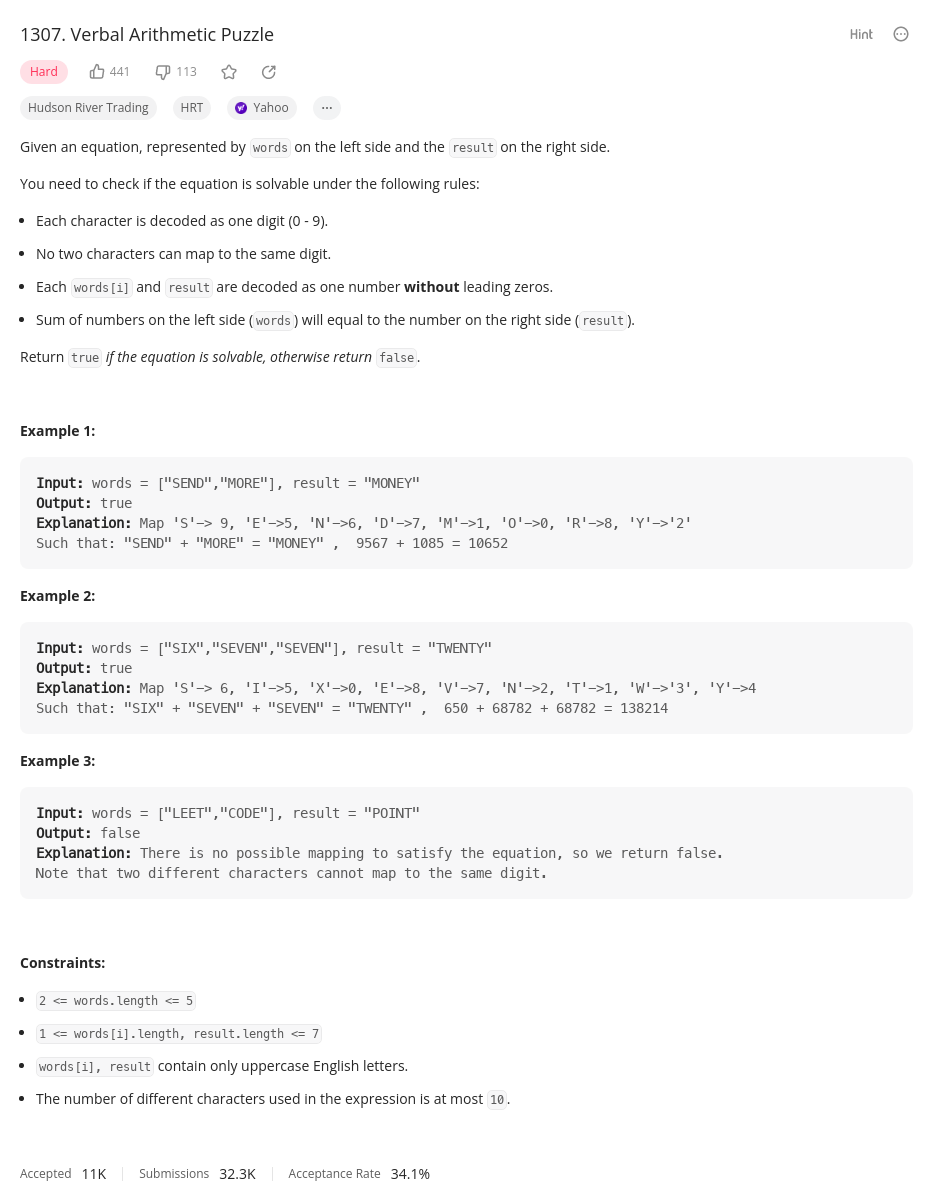 1307. Verbal Arithmetic Puzzle
Hint
Hard 441 113
Hudson River Trading HRT Yahoo ...
Given an equation, represented by words on the left side and the result on the right side.
You need to check if the equation is solvable under the following rules:
• Each character is decoded as one digit (0 - 9).
• No two characters can map to the same digit.
• Each words[i] and result are decoded as one number without leading zeros.
• Sum of numbers on the left side (words) will equal to the number on the right side (result).
Return true if the equation is solvable, otherwise return false.
Example 1:
Input: words = ["SEND","MORE"], result = "MONEY"
Output: true
Explanation: Map 'S'-> 9, 'E'->5, 'N'->6, 'D'->7, 'M'->1, 'O'->0, 'R'->8, 'Y'->'2'
Such that: "SEND" + "MORE" = "MONEY" ,  9567 + 1085 = 10652
Example 2:
Input: words = ["SIX","SEVEN","SEVEN"], result = "TWENTY"
Output: true
Explanation: Map 'S'-> 6, 'I'->5, 'X'->0, 'E'->8, 'V'->7, 'N'->2, 'T'->1, 'W'->'3', 'Y'->4
Such that: "SIX" + "SEVEN" + "SEVEN" = "TWENTY" ,  650 + 68782 + 68782 = 138214
Example 3:
Input: words = ["LEET","CODE"], result = "POINT"
Output: false
Explanation: There is no possible mapping to satisfy the equation, so we return false.
Note that two different characters cannot map to the same digit.
Constraints:
• 2 <= words.length <= 5
• 1 <= words[i].length, result.length <= 7
• words[i], result contain only uppercase English letters.
• The number of different characters used in the expression is at most 10.
Accepted 11K Submissions 32.3K Acceptance Rate 34.1%